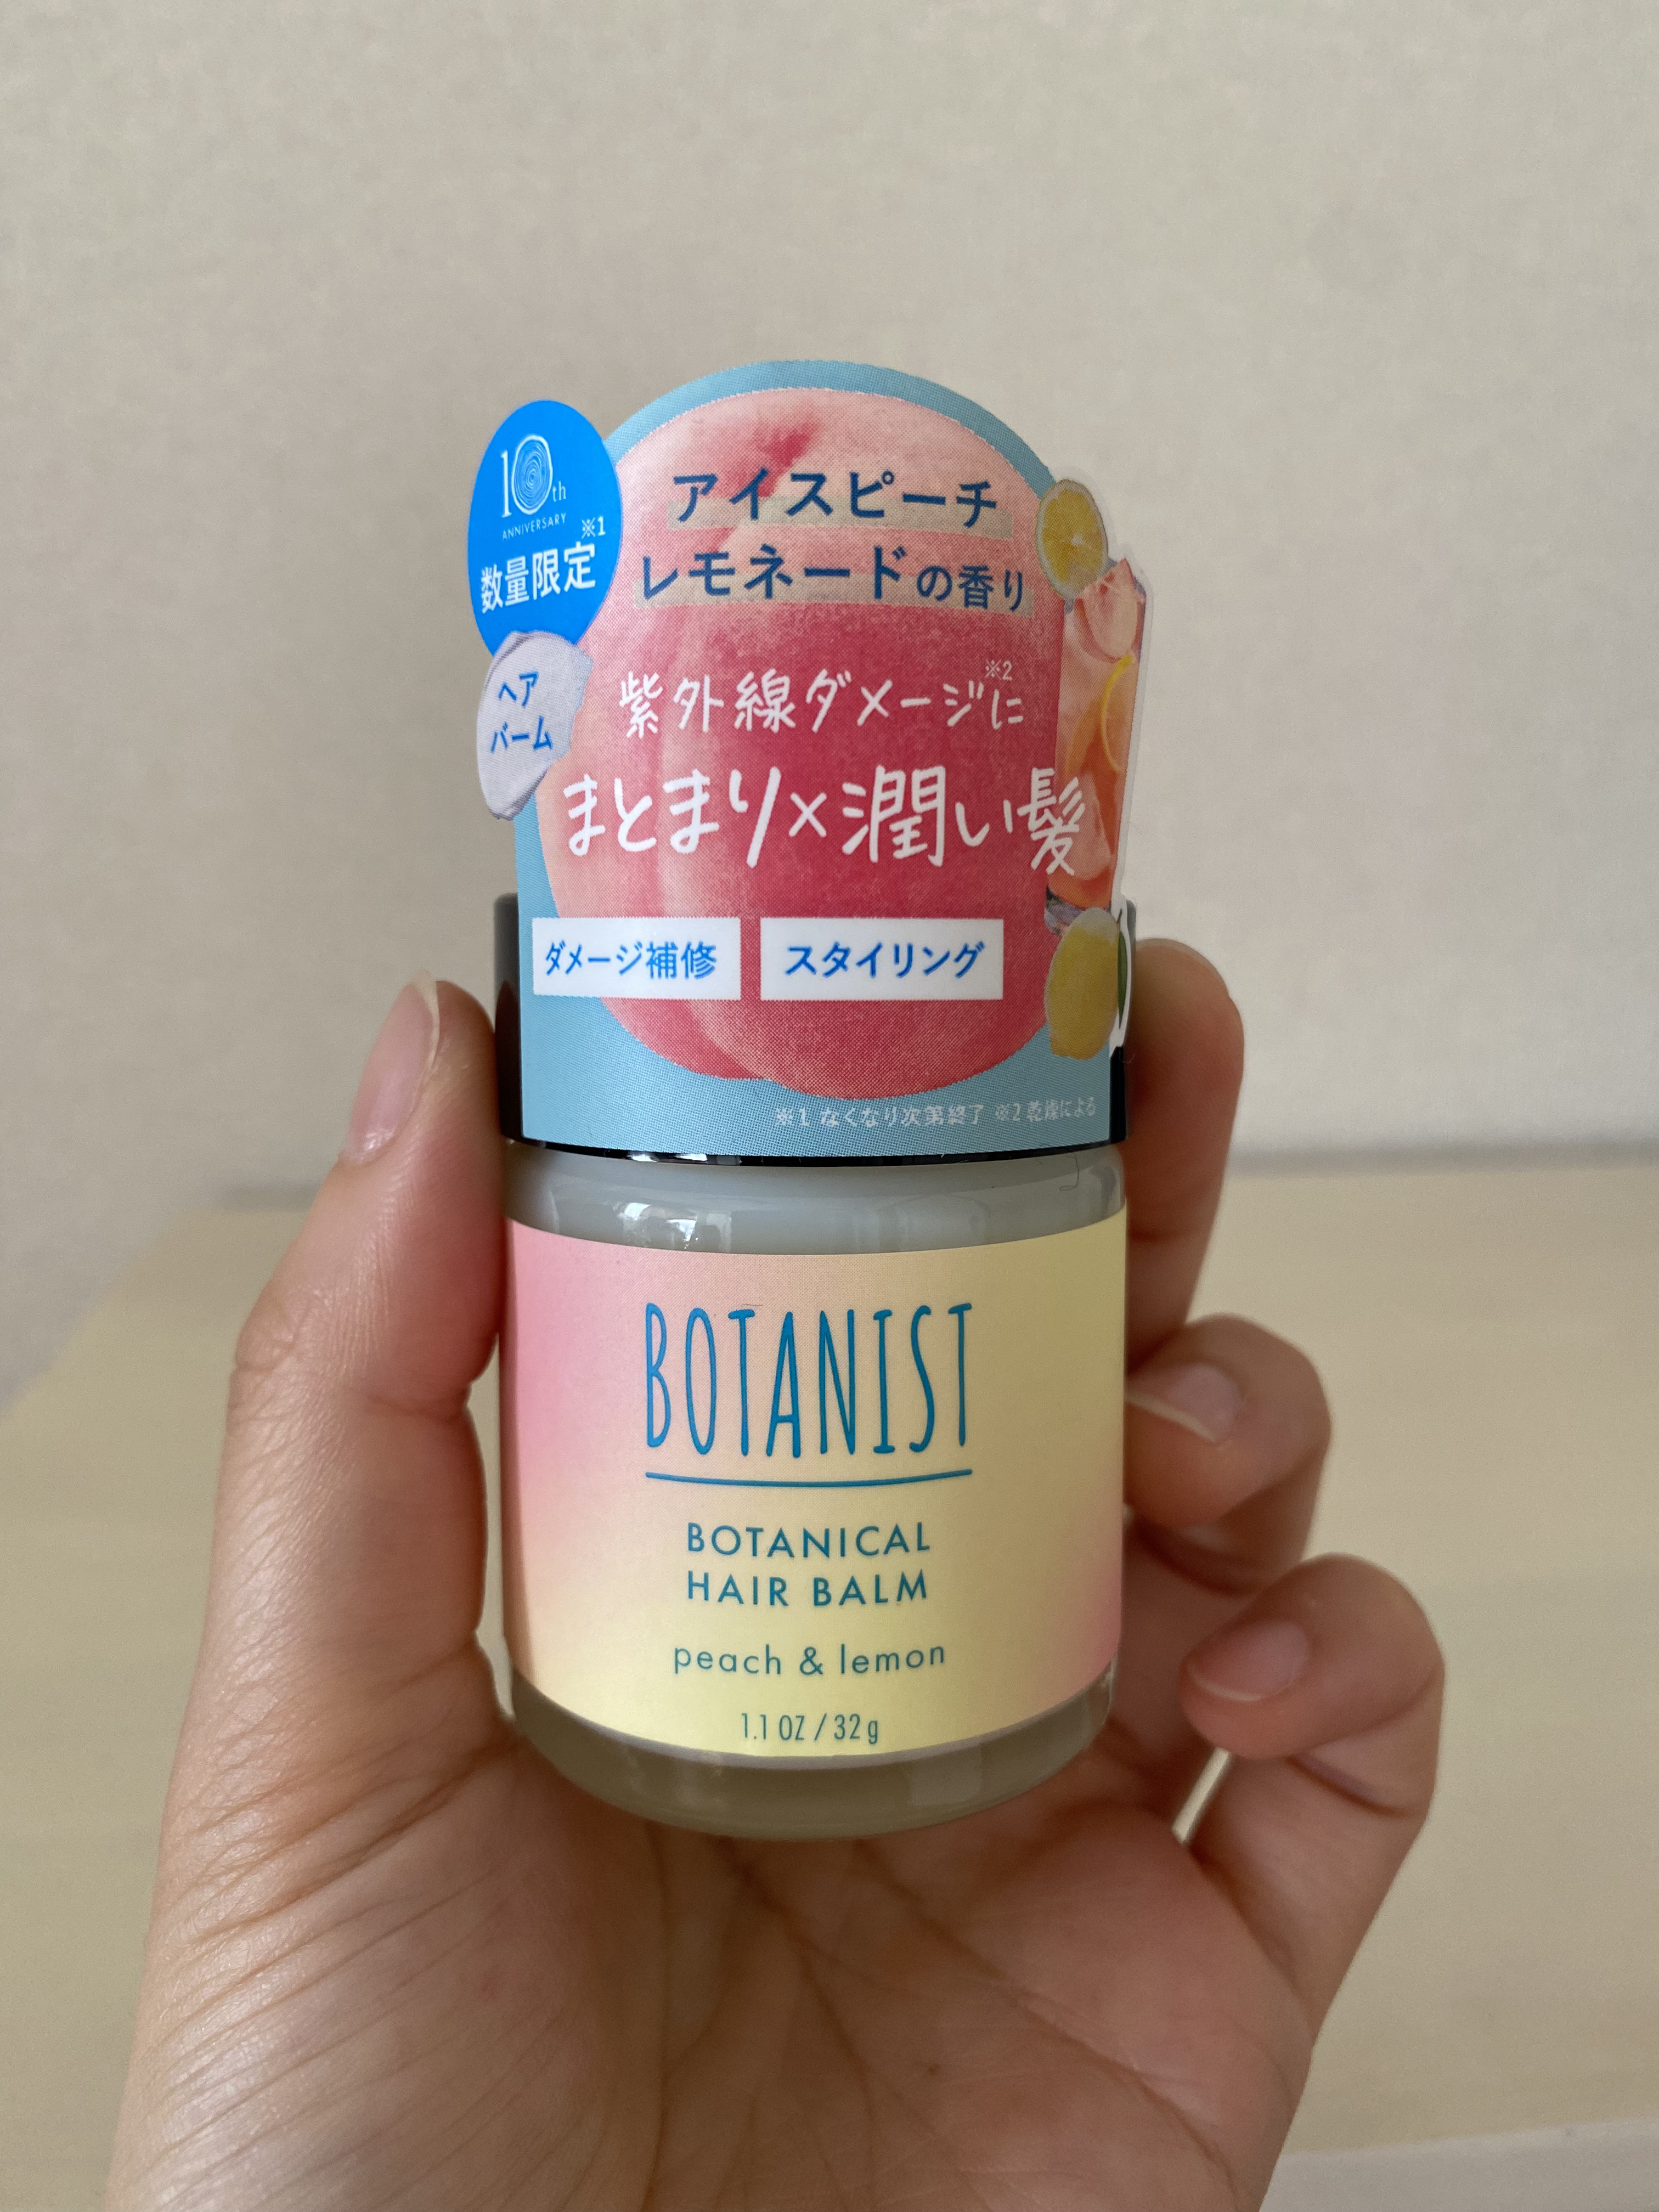 10th
ANNIVERSARY
※1
数量限定
ヘア
バーム
アイスピーチ
レモネードの香り
※2
紫外線ダメージに
まとまり×潤い髪
ダメージ補修
スタイリング
※1 なくなり次第終了 ※2 乾燥による
BOTANIST
BOTANICAL
HAIR BALM
peach & lemon
1.1 OZ / 32g